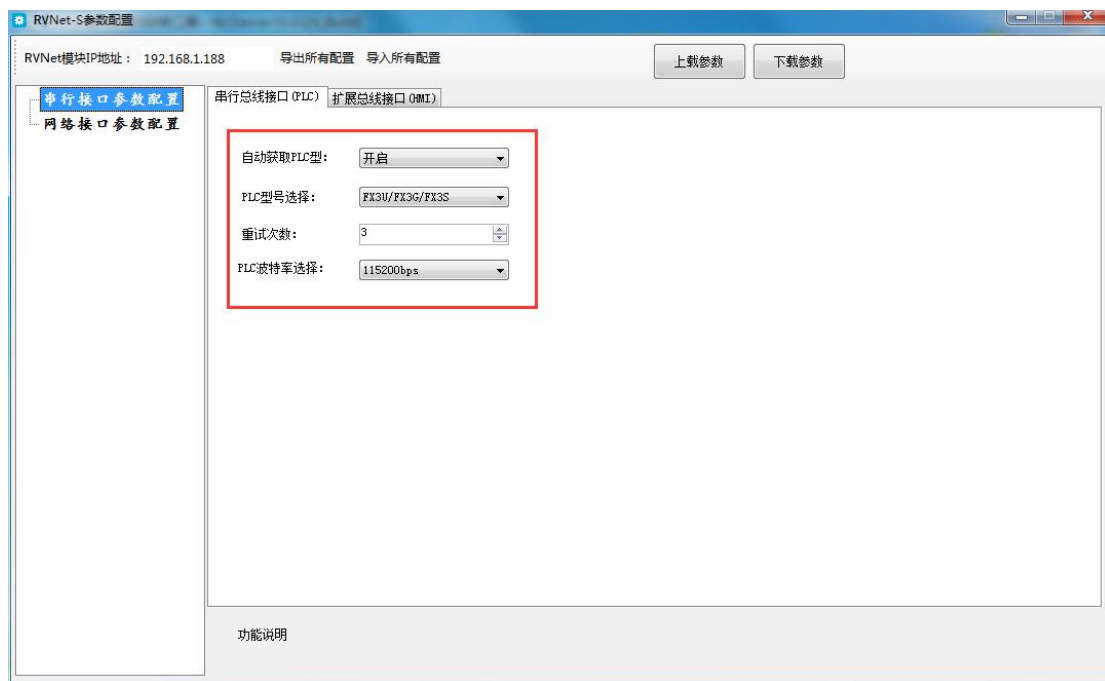 RVNet-S参数配置
RVNet模块IP地址： 192.168.1.188 导出所有配置 导入所有配置 上载参数 下载参数
串行接口参数配置
网络接口参数配置
串行总线接口(PLC) 扩展总线接口(HMI)
自动获取PLC型： 开启
PLC型号选择： FX3U/FX3G/FX3S
重试次数： 3
PLC波特率选择： 115200bps
功能说明